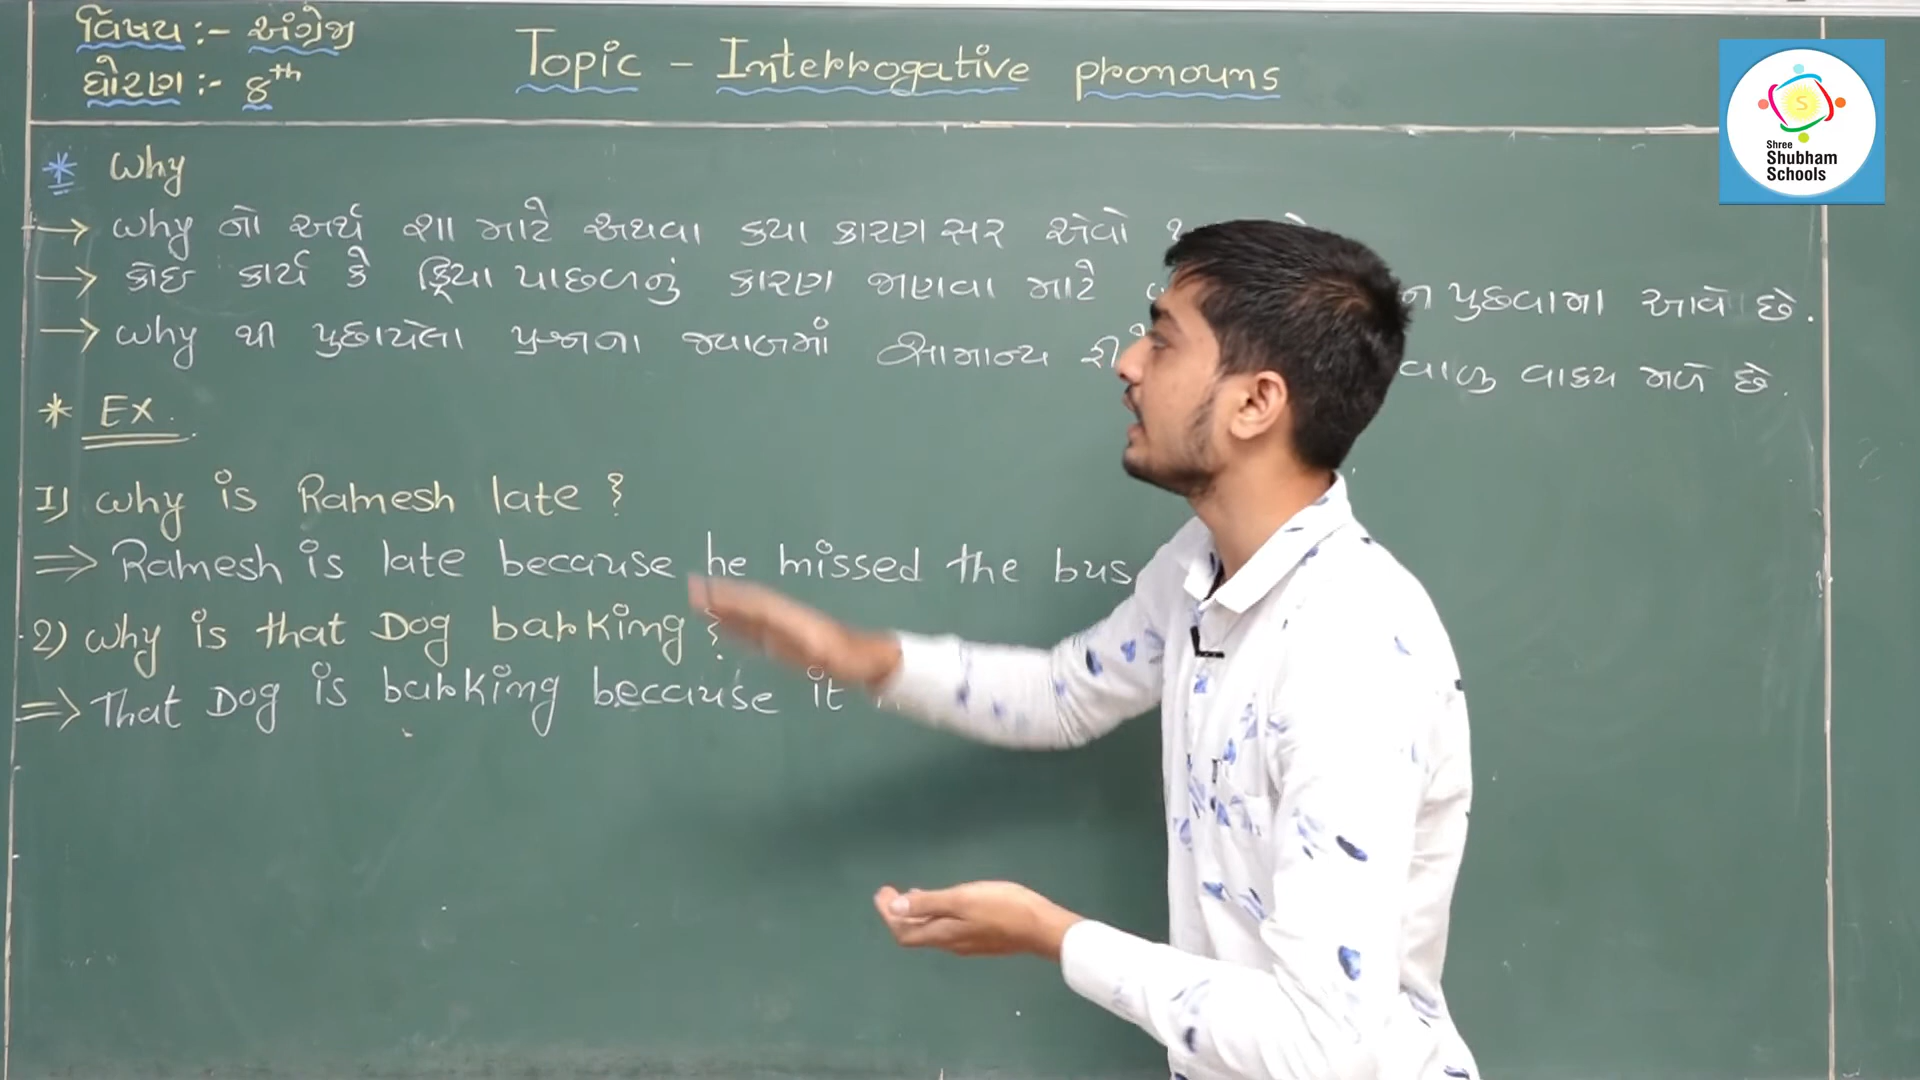 વિષય :- અંગ્રેજી
ધોરણ :- 8th
Topic - Interrogative pronouns
Shree
Shubham
Schools
* Why
→ Why નો અર્થ શા માટે અથવા કયા કારણ સર એવો
→ કોઇ કાર્ય કે ક્રિયા પાછળનું કારણ જાણવા માટે પુછવામા આવે છે.
→ Why થી પુછાયેલા પ્રશ્નના જવાબમાં સામાન્ય વાળુ વાક્ય મળે છે.
* Ex.
1) Why is Ramesh late ?
⇒ Ramesh is late because he missed the bus
2) Why is that Dog barking ?
⇒ That Dog is barking because it